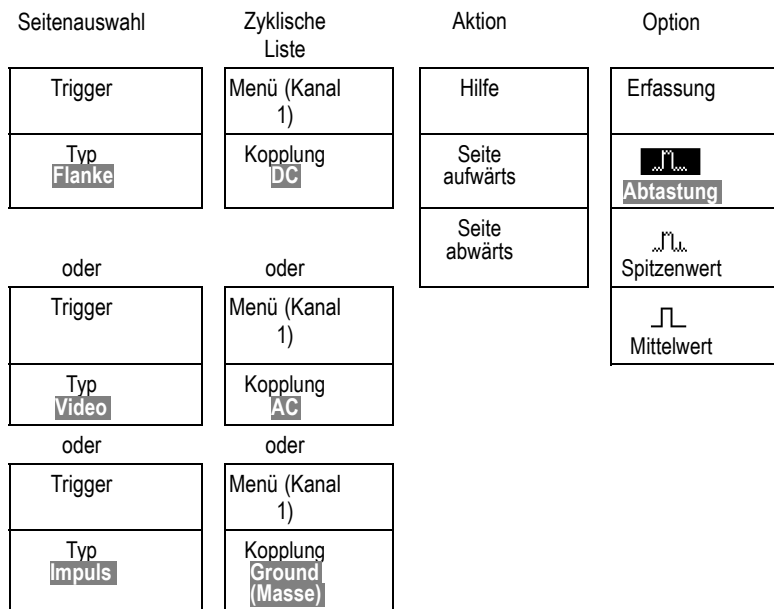 Seitenauswahl
Zyklische
Liste
Aktion
Option
Trigger
Typ
Flanke
oder
Trigger
Typ
Video
oder
Trigger
Typ
Impuls
Menü (Kanal
1)
Kopplung
DC
oder
Menü (Kanal
1)
Kopplung
AC
oder
Menü (Kanal
1)
Kopplung
Ground
(Masse)
Hilfe
Seite
aufwärts
Seite
abwärts
Erfassung
Abtastung
Spitzenwert
Mittelwert